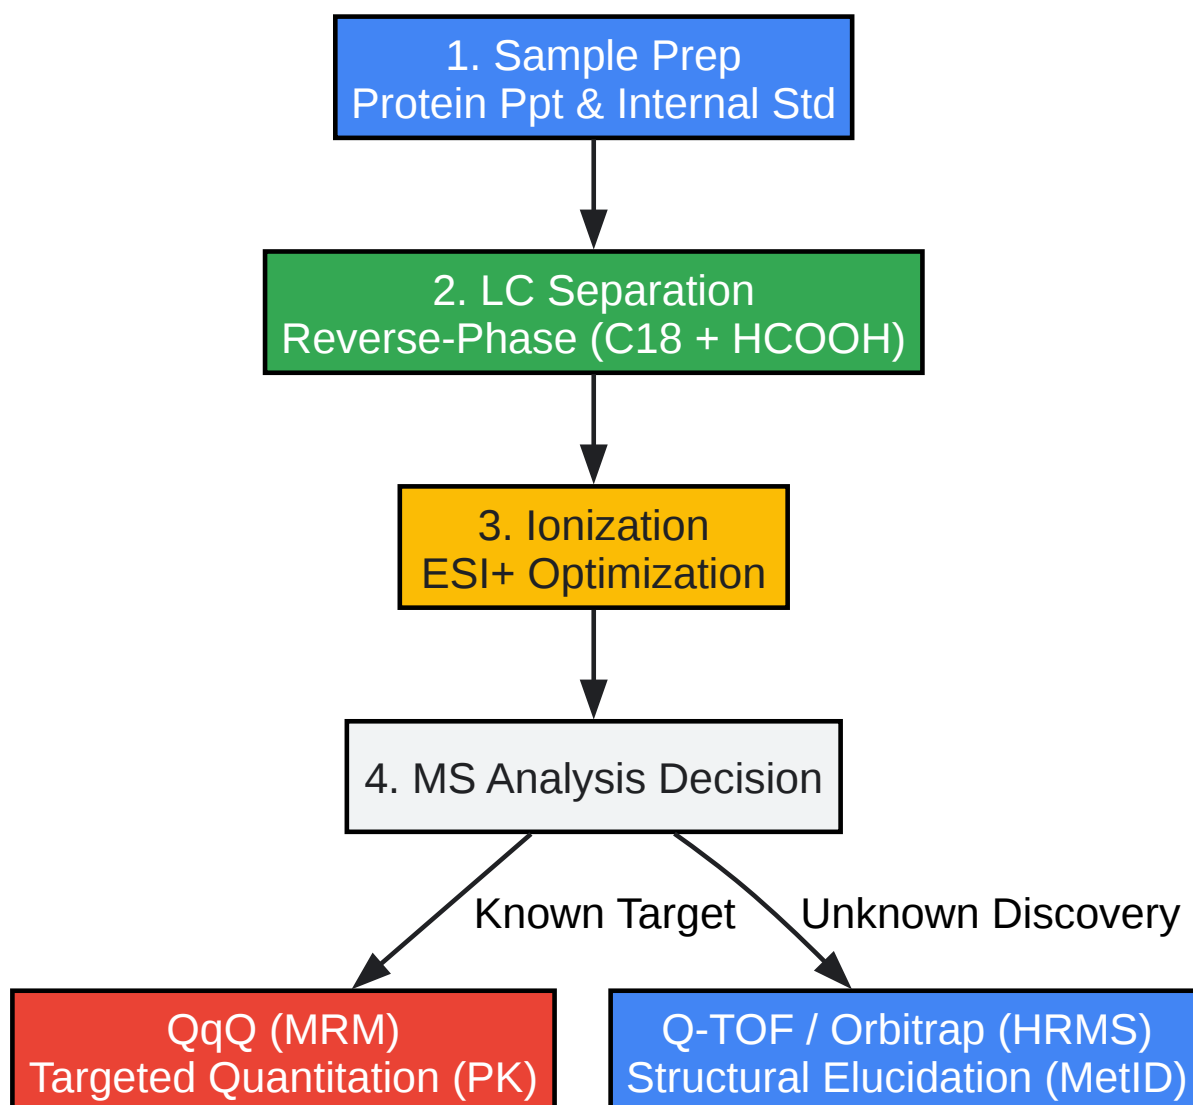 1. Sample Prep
Protein Ppt & Internal Std
2. LC Separation
Reverse-Phase (C18 + HCOOH)
3. Ionization
ESI+ Optimization
4. MS Analysis Decision
Known Target
Unknown Discovery
QqQ (MRM)
Targeted Quantitation (PK)
Q-TOF / Orbitrap (HRMS)
Structural Elucidation (MetID)